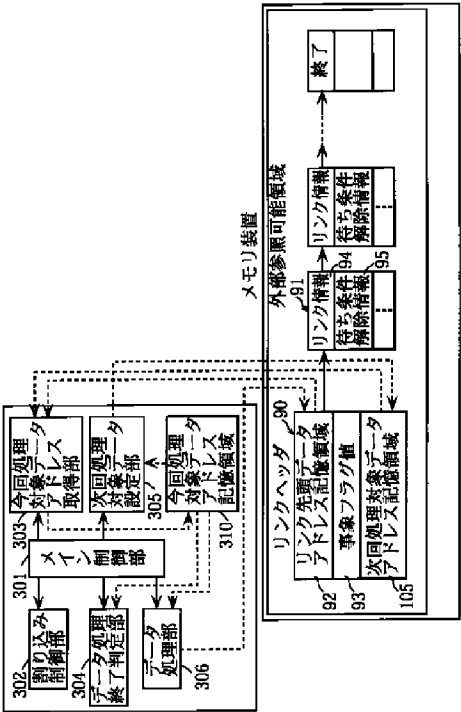 301
メイン制御部
302
割り込み
制御部
303
今回処理
対象データ
アドレス
取得部
304
データ処理
終了判定部
次回処理
対象データ
設定部
305
306
データ
処理部
今回処理
対象データ
アドレス
記憶領域
310
メモリ装置
外部参照可能領域
リンクヘッダ
90
92
リンク先頭データ
アドレス記憶領域
93
事象フラグ値
105
次回処理対象データ
アドレス記憶領域
91
リンク情報
94
待ち条件
解除情報
95
リンク情報
待ち条件
解除情報
終了